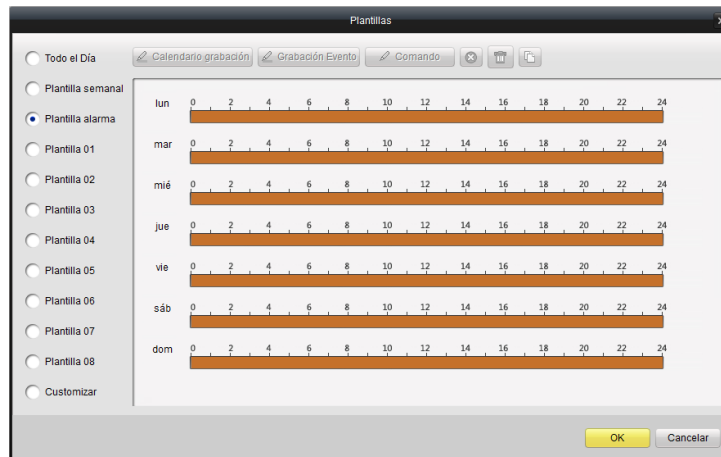 Plantillas
Todo el Día
Calendario grabación Grabación Evento Comando
Plantilla semanal
Plantilla alarma
Plantilla 01
Plantilla 02
Plantilla 03
Plantilla 04
Plantilla 05
Plantilla 06
Plantilla 07
Plantilla 08
Customizar
lun 0 2 4 6 8 10 12 14 16 18 20 22 24
mar 0 2 4 6 8 10 12 14 16 18 20 22 24
mié 0 2 4 6 8 10 12 14 16 18 20 22 24
jue 0 2 4 6 8 10 12 14 16 18 20 22 24
vie 0 2 4 6 8 10 12 14 16 18 20 22 24
sáb 0 2 4 6 8 10 12 14 16 18 20 22 24
dom 0 2 4 6 8 10 12 14 16 18 20 22 24
OK Cancelar